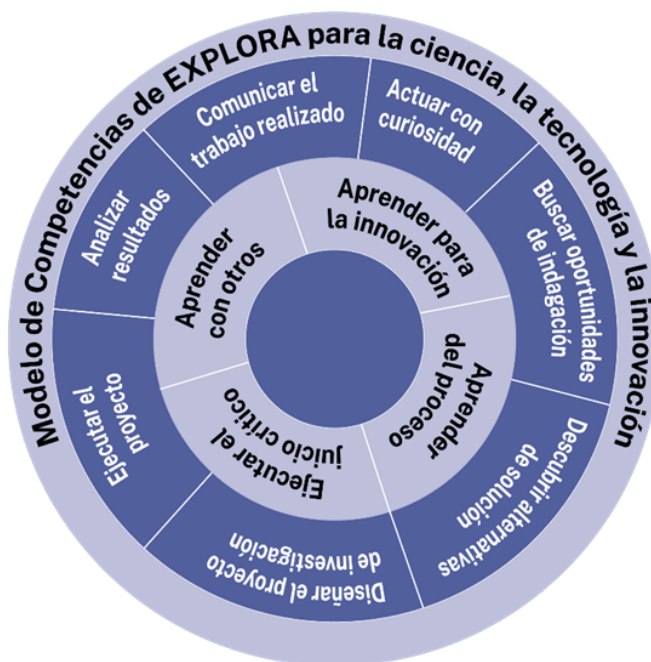 Modelo de Competencias de EXPLORA para la ciencia, la tecnología y la innovación
Comunicar el
trabajo realizado
Actuar con
curiosidad
Buscar oportunidades
de indagación
Descubrir alternativas
de solución
Diseñar el proyecto
de investigación
Ejecutar el
proyecto
Analizar
resultados
Aprender para
la innovación
Aprender
del proceso
Ejecutar el
juicio crítico
Aprender
con otros